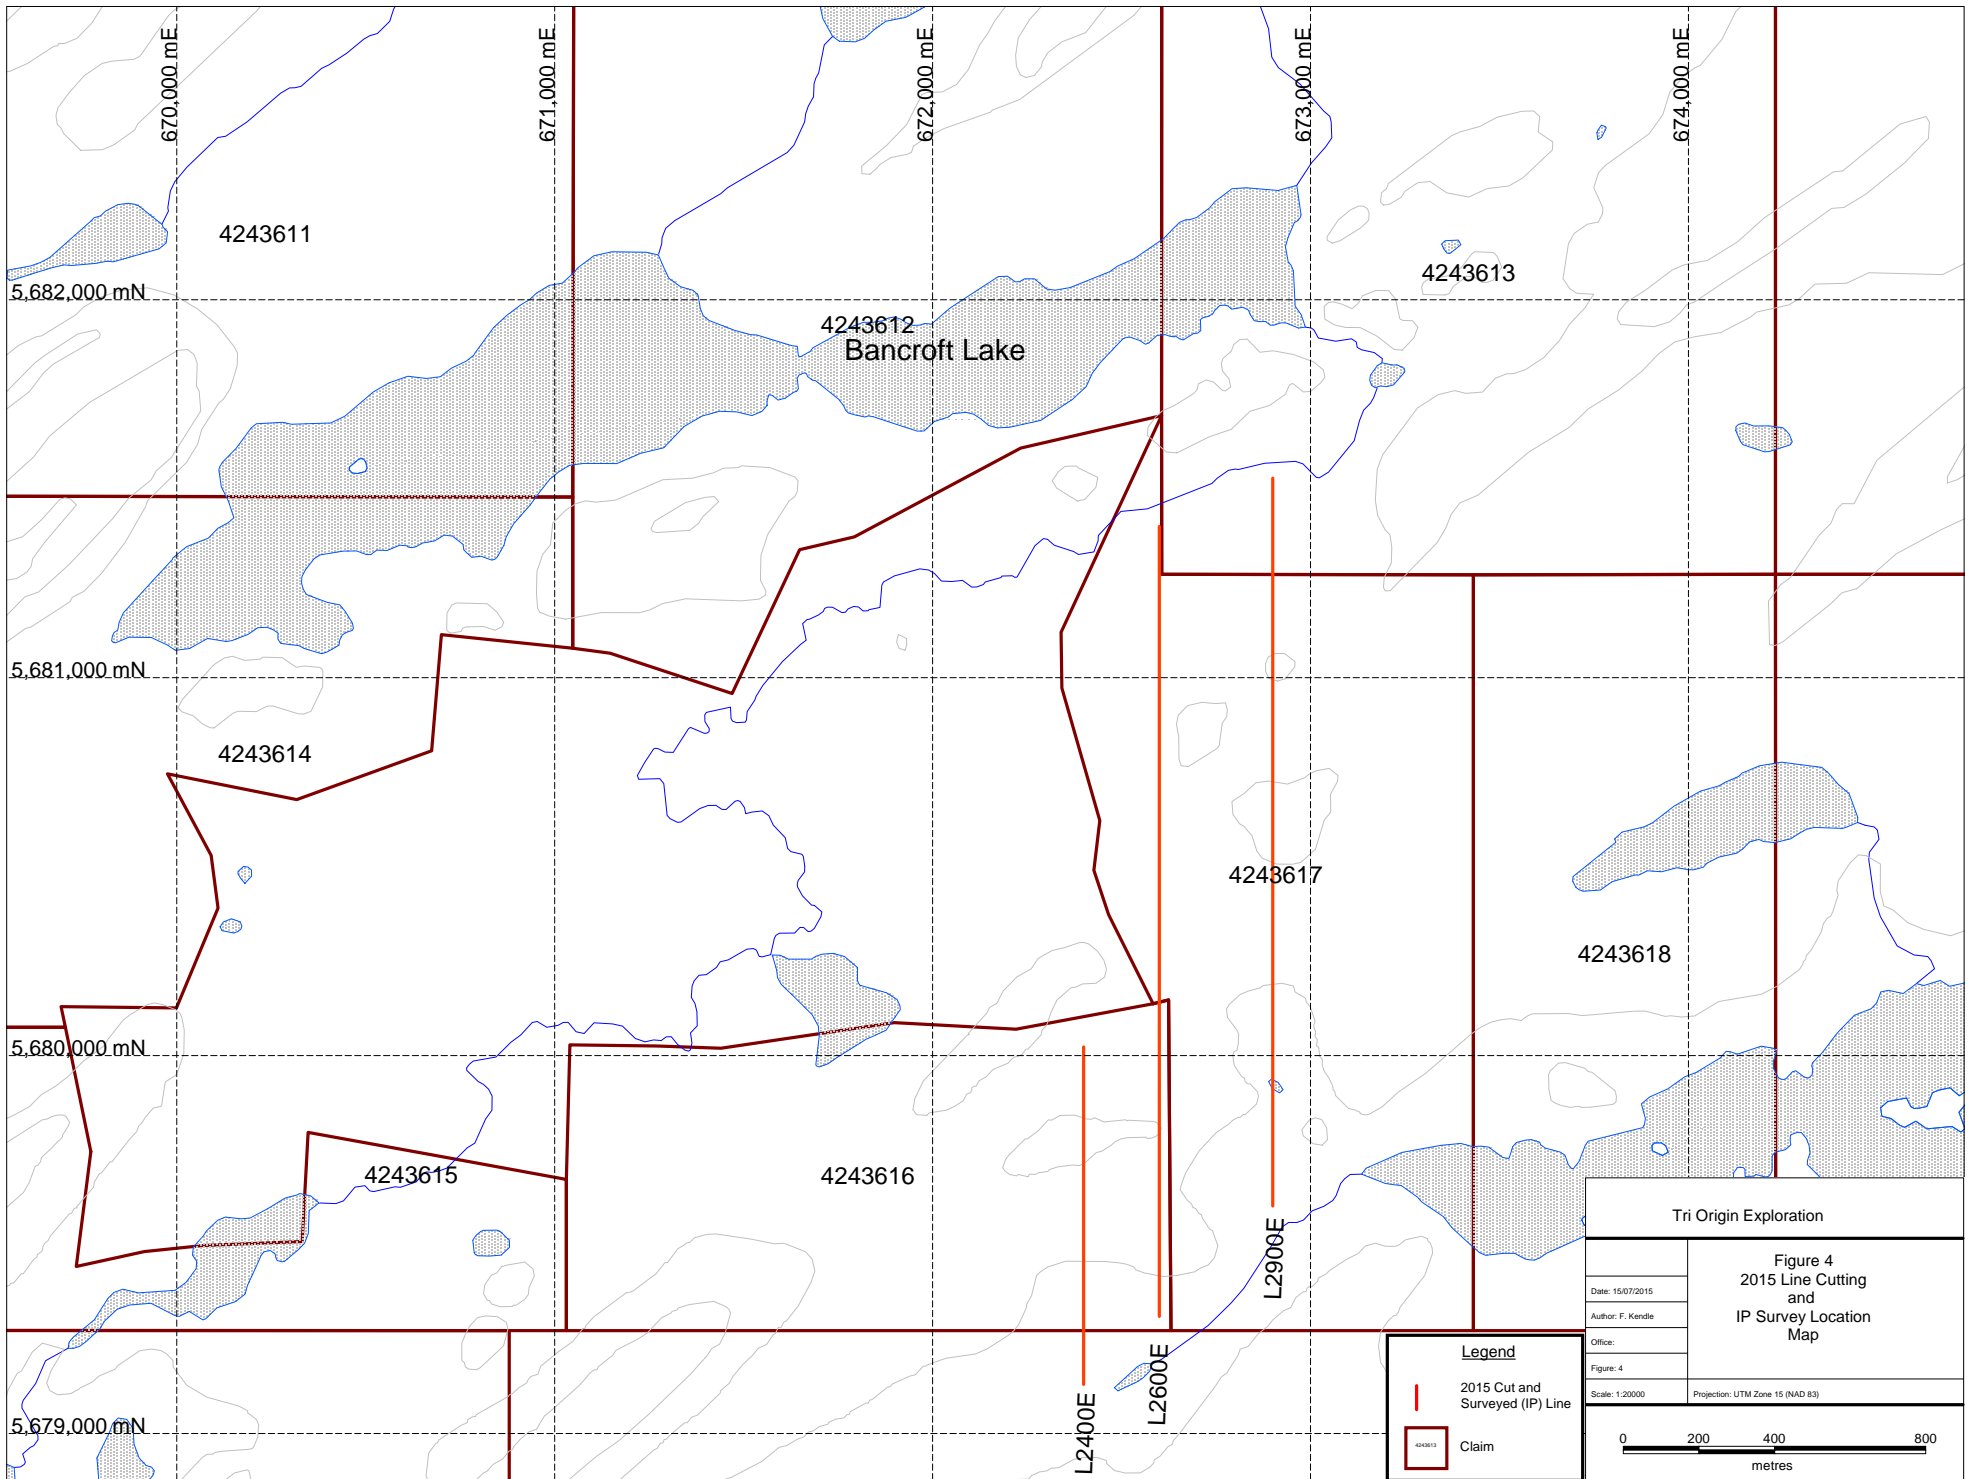 670,000 mE
671,000 mE
672,000 mE
673,000 mE
674,000 mE
4243611
4243613
5,682,000 mN
4243612
Bancroft Lake
5,681,000 mN
4243614
4243617
4243618
5,680,000 mN
4243615
4243616
L2900E
L2600E
L2400E
5,679,000 mN
Tri Origin Exploration
Figure 4
2015 Line Cutting
and
IP Survey Location
Map
Date: 15/07/2015
Author: F. Kendle
Office:
Figure: 4
Scale: 1:20000
Projection: UTM Zone 15 (NAD 83)
Legend
2015 Cut and
Surveyed (IP) Line
4243613
Claim
0 200 400 800
metres